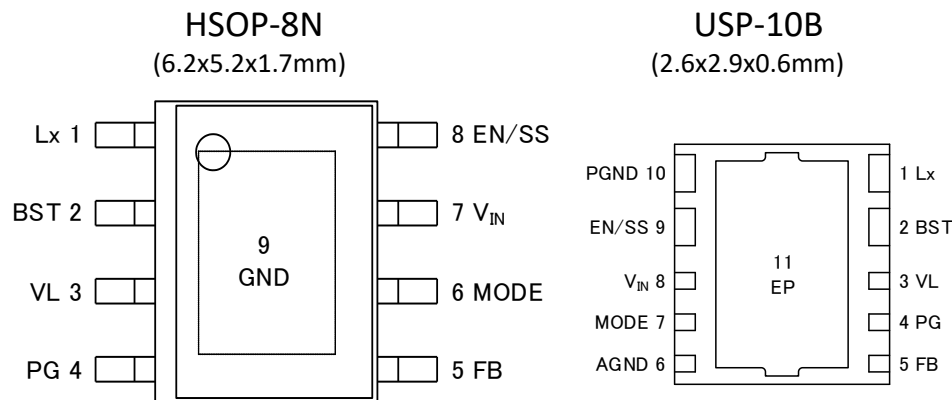 HSOP-8N
(6.2x5.2x1.7mm)
Lx 1
BST 2
VL 3
PG 4
9
GND
8 EN/SS
7 VIN
6 MODE
5 FB
USP-10B
(2.6x2.9x0.6mm)
PGND 10
EN/SS 9
VIN 8
MODE 7
AGND 6
11
EP
1 Lx
2 BST
3 VL
4 PG
5 FB